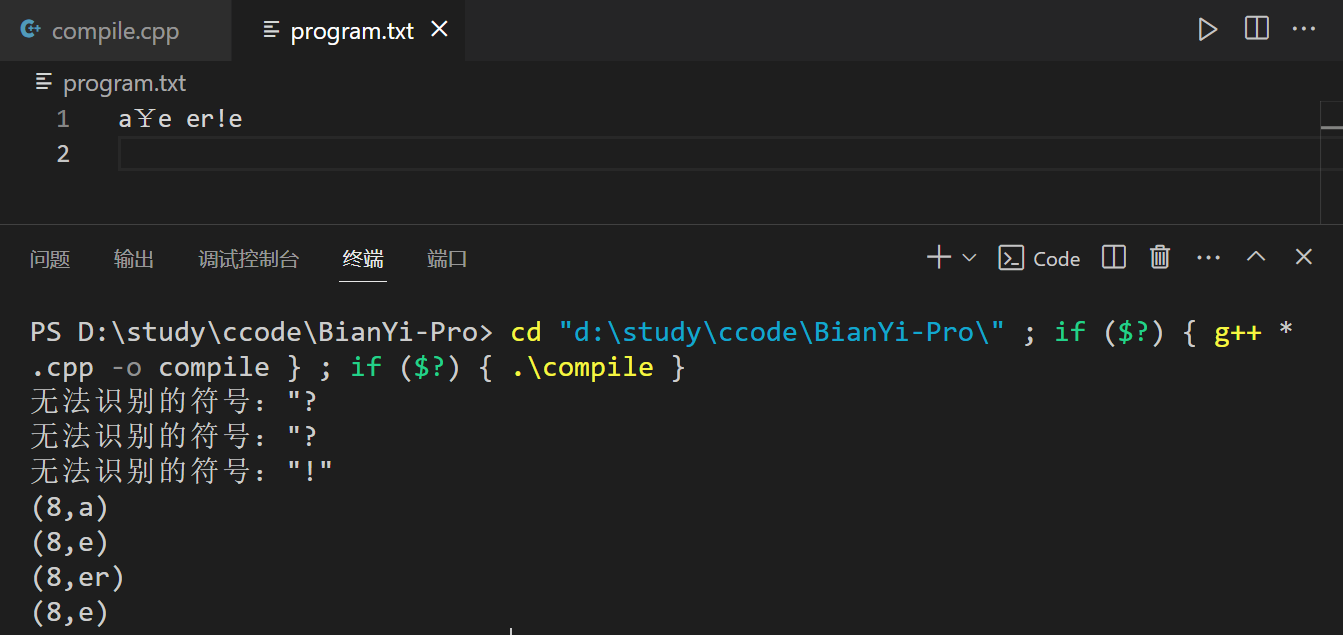 compile.cpp program.txt
program.txt
1 a￥e er!e
2
问题 输出 调试控制台 终端 端口 Code
PS D:\study\ccode\BianYi-Pro> cd "d:\study\ccode\BianYi-Pro\" ; if ($?) { g++ *
.cpp -o compile } ; if ($?) { .\compile }
无法识别的符号："?
无法识别的符号："?
无法识别的符号："!"
(8,a)
(8,e)
(8,er)
(8,e)